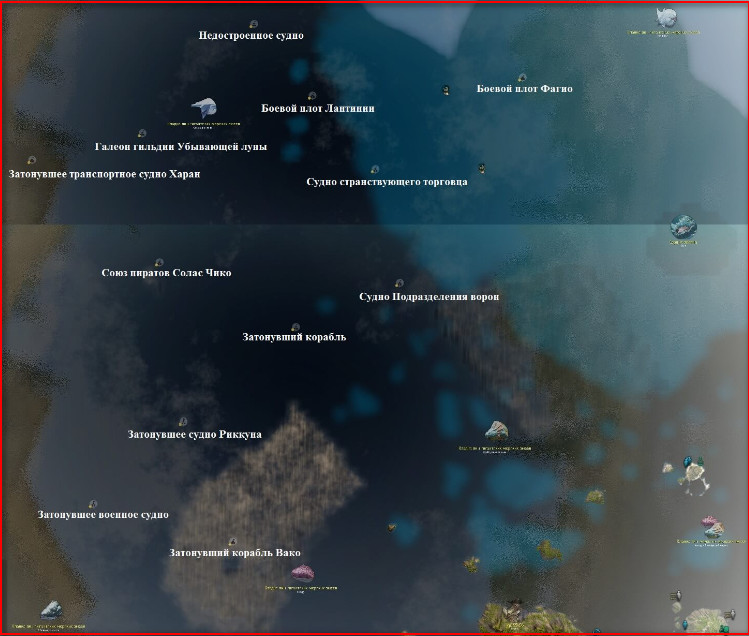 Недостроенное судно
Боевой плот Фагио
Боевой плот Лантинии
Галеон гильдии Убывающей луны
Затонувшее транспортное судно Харан
Судно странствующего торговца
Союз пиратов Солас Чико
Судно Подразделения ворон
Затонувший корабль
Затонувшее судно Риккуна
Затонувшее военное судно
Затонувший корабль Вако